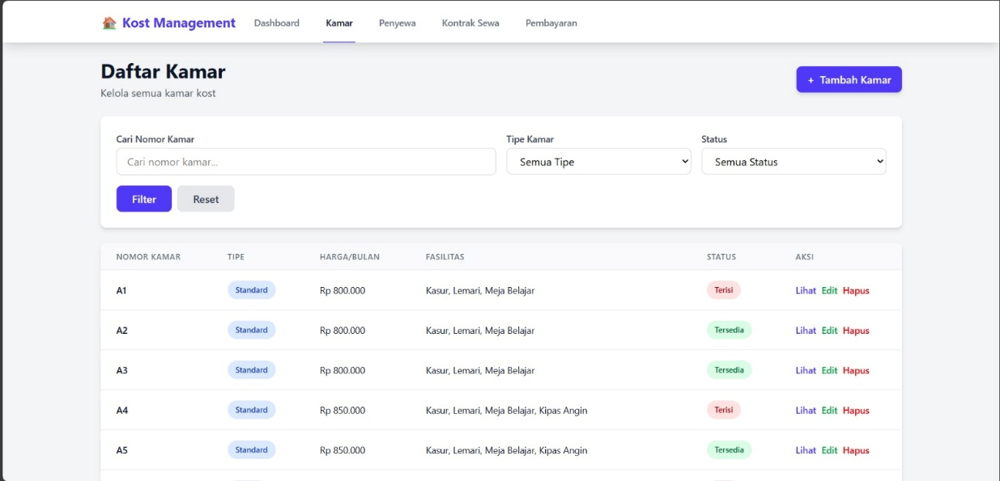 Kost Management Dashboard Kamar Penyewa Kontrak Sewa Pembayaran
Daftar Kamar
Kelola semua kamar kost
+ Tambah Kamar
Cari Nomor Kamar Tipe Kamar Status
Cari nomor kamar... Semua Tipe Semua Status
Filter Reset
NOMOR KAMAR TIPE HARGA/BULAN FASILITAS STATUS AKSI
A1 Standard Rp 800.000 Kasur, Lemari, Meja Belajar Terisi Lihat Edit Hapus
A2 Standard Rp 800.000 Kasur, Lemari, Meja Belajar Tersedia Lihat Edit Hapus
A3 Standard Rp 800.000 Kasur, Lemari, Meja Belajar Tersedia Lihat Edit Hapus
A4 Standard Rp 850.000 Kasur, Lemari, Meja Belajar, Kipas Angin Terisi Lihat Edit Hapus
A5 Standard Rp 850.000 Kasur, Lemari, Meja Belajar, Kipas Angin Tersedia Lihat Edit Hapus